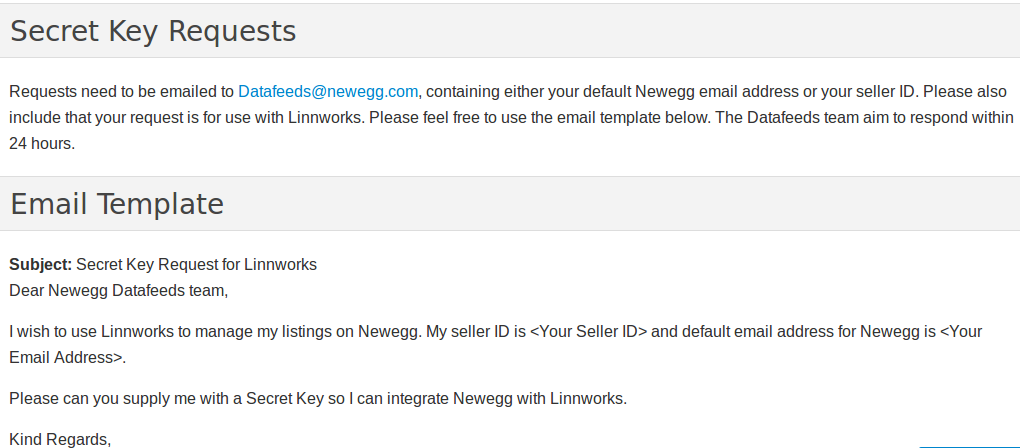 Secret Key Requests
Requests need to be emailed to Datafeeds@newegg.com, containing either your default Newegg email address or your seller ID. Please also
include that your request is for use with Linnworks. Please feel free to use the email template below. The Datafeeds team aim to respond within
24 hours.
Email Template
Subject: Secret Key Request for Linnworks
Dear Newegg Datafeeds team,
I wish to use Linnworks to manage my listings on Newegg. My seller ID is <Your Seller ID> and default email address for Newegg is <Your
Email Address>.
Please can you supply me with a Secret Key so I can integrate Newegg with Linnworks.
Kind Regards,